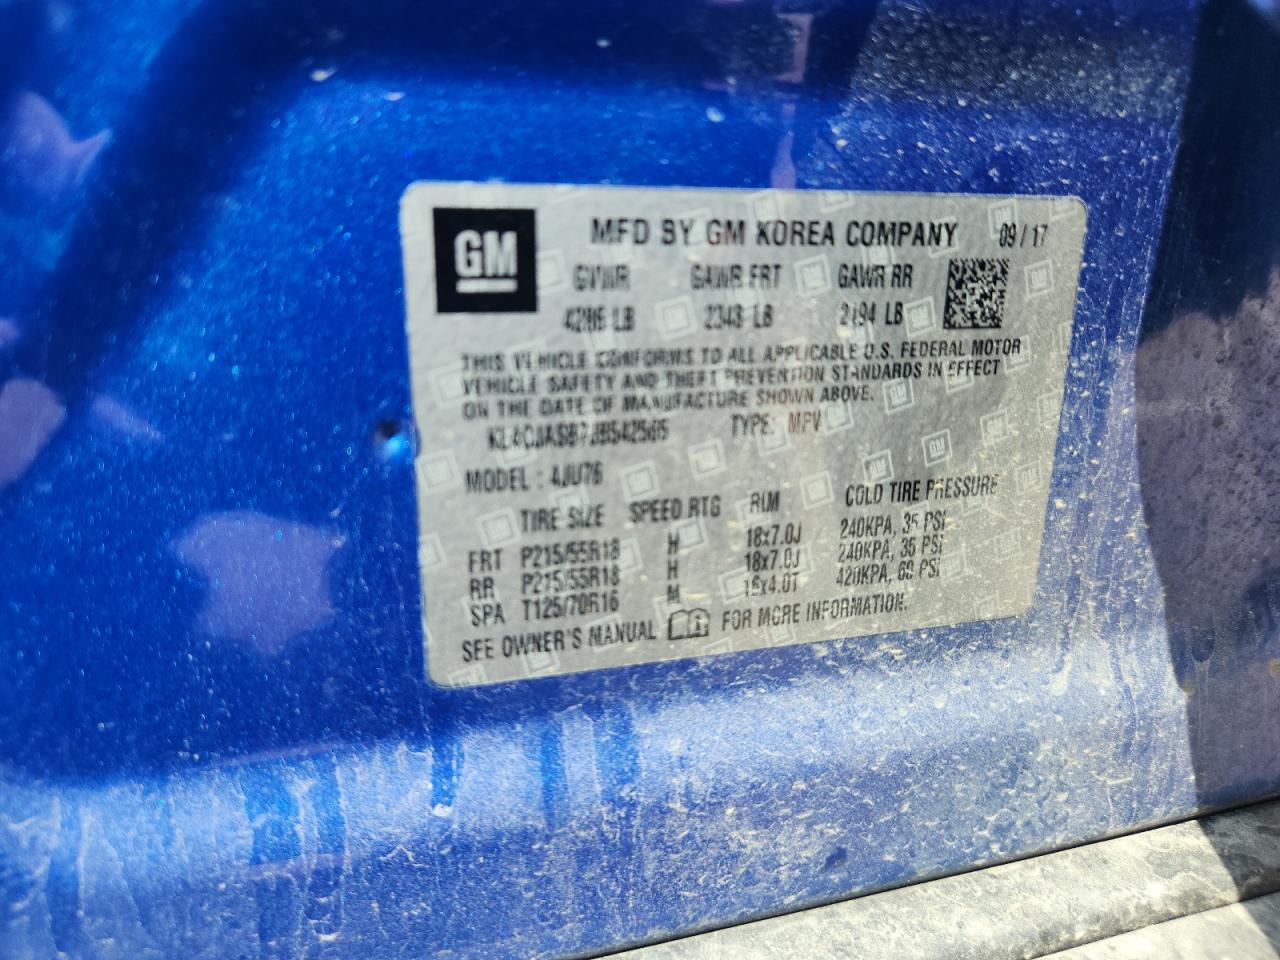 GM
MFD BY GM KOREA COMPANY 09/17
GVWR GAWR FRT GAWR RR
LB 2343 LB 2194 LB
THIS VEHICLE CONFORMS TO ALL APPLICABLE U.S. FEDERAL MOTOR
VEHICLE SAFETY AND THEFT PREVENTION STANDARDS IN EFFECT
ON THE DATE OF MANUFACTURE SHOWN ABOVE.
TYPE: MPV
MODEL: 4JU76
TIRE SIZE SPEED RTG RIM COLD TIRE PRESSURE
FRT P215/55R18 H 18x7.0J 240KPA, 35 PSI
RR P215/55R18 H 18x7.0J 240KPA, 35 PSI
SPA T125/70R16 M 16x4.0T 420KPA, 60 PSI
SEE OWNER'S MANUAL FOR MORE INFORMATION.